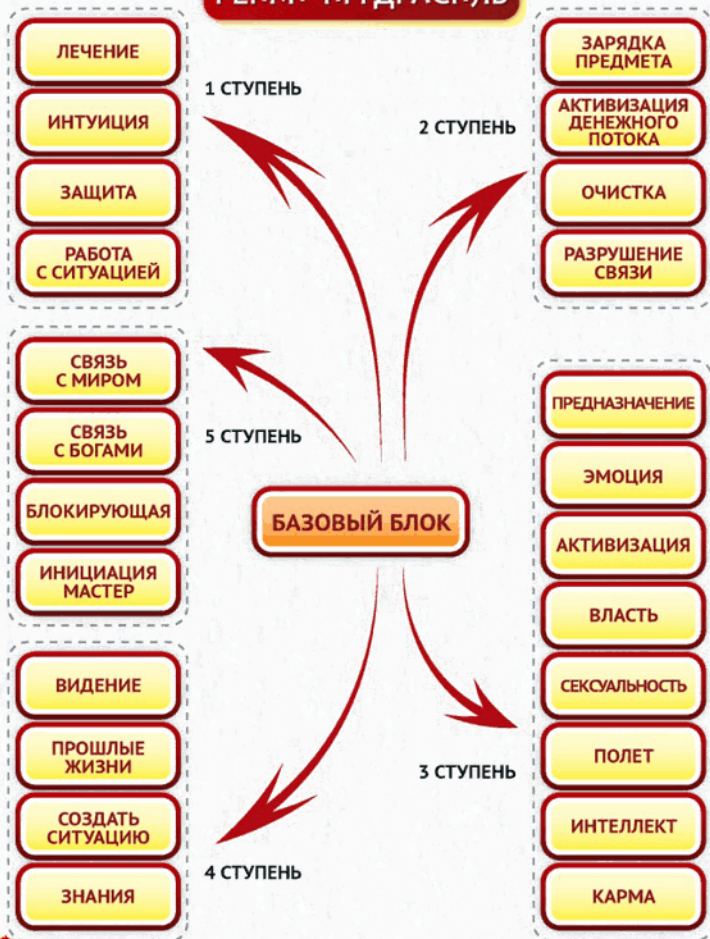 ЛЕЧЕНИЕ
ИНТУИЦИЯ
ЗАЩИТА
РАБОТА
С СИТУАЦИЕЙ
1 СТУПЕНЬ
2 СТУПЕНЬ
ЗАРЯДКА
ПРЕДМЕТА
АКТИВИЗАЦИЯ
ДЕНЕЖНОГО
ПОТОКА
ОЧИСТКА
РАЗРУШЕНИЕ
СВЯЗИ
СВЯЗЬ
С МИРОМ
СВЯЗЬ
С БОГАМИ
БЛОКИРУЮЩАЯ
ИНИЦИАЦИЯ
МАСТЕР
5 СТУПЕНЬ
БАЗОВЫЙ БЛОК
ПРЕДНАЗНАЧЕНИЕ
ЭМОЦИЯ
АКТИВИЗАЦИЯ
ВЛАСТЬ
СЕКСУАЛЬНОСТЬ
ПОЛЕТ
ИНТЕЛЛЕКТ
КАРМА
3 СТУПЕНЬ
ВИДЕНИЕ
ПРОШЛЫЕ
ЖИЗНИ
СОЗДАТЬ
СИТУАЦИЮ
ЗНАНИЯ
4 СТУПЕНЬ